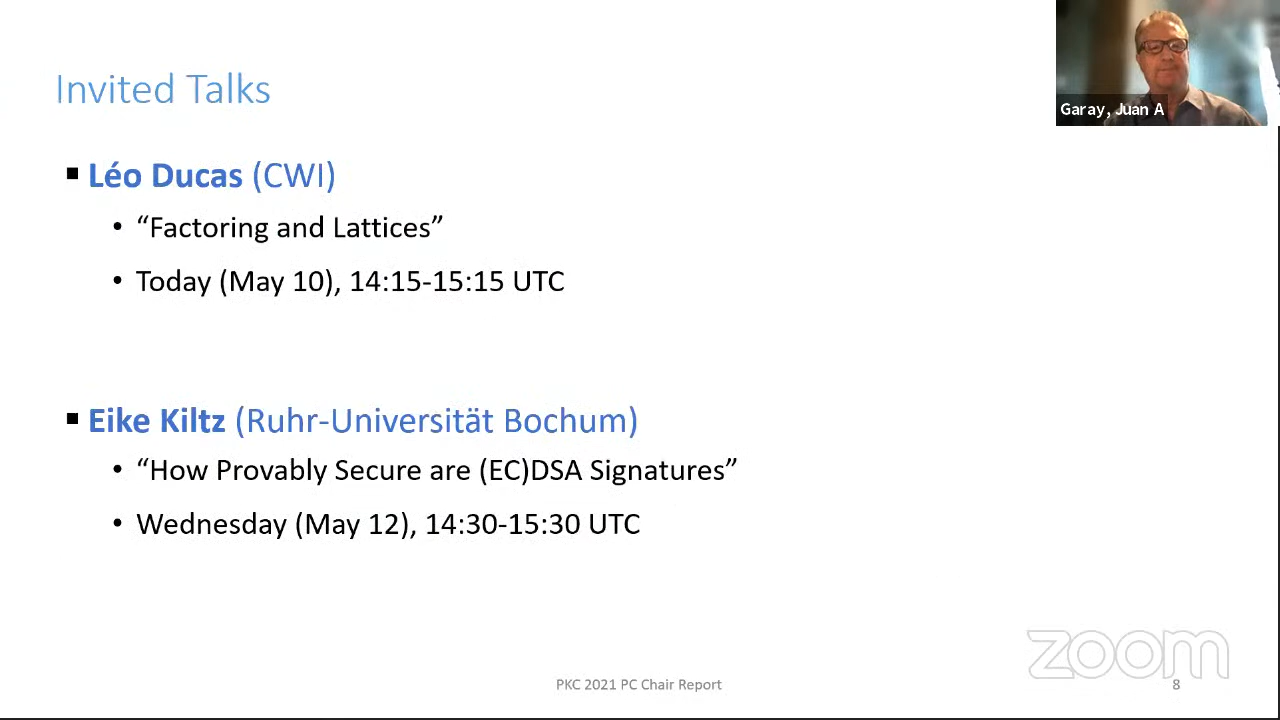 Invited Talks
Garay, Juan A
▪ Léo Ducas (CWI)
• “Factoring and Lattices”
• Today (May 10), 14:15-15:15 UTC
▪ Eike Kiltz (Ruhr-Universität Bochum)
• “How Provably Secure are (EC)DSA Signatures”
• Wednesday (May 12), 14:30-15:30 UTC
zoom
PKC 2021 PC Chair Report
8